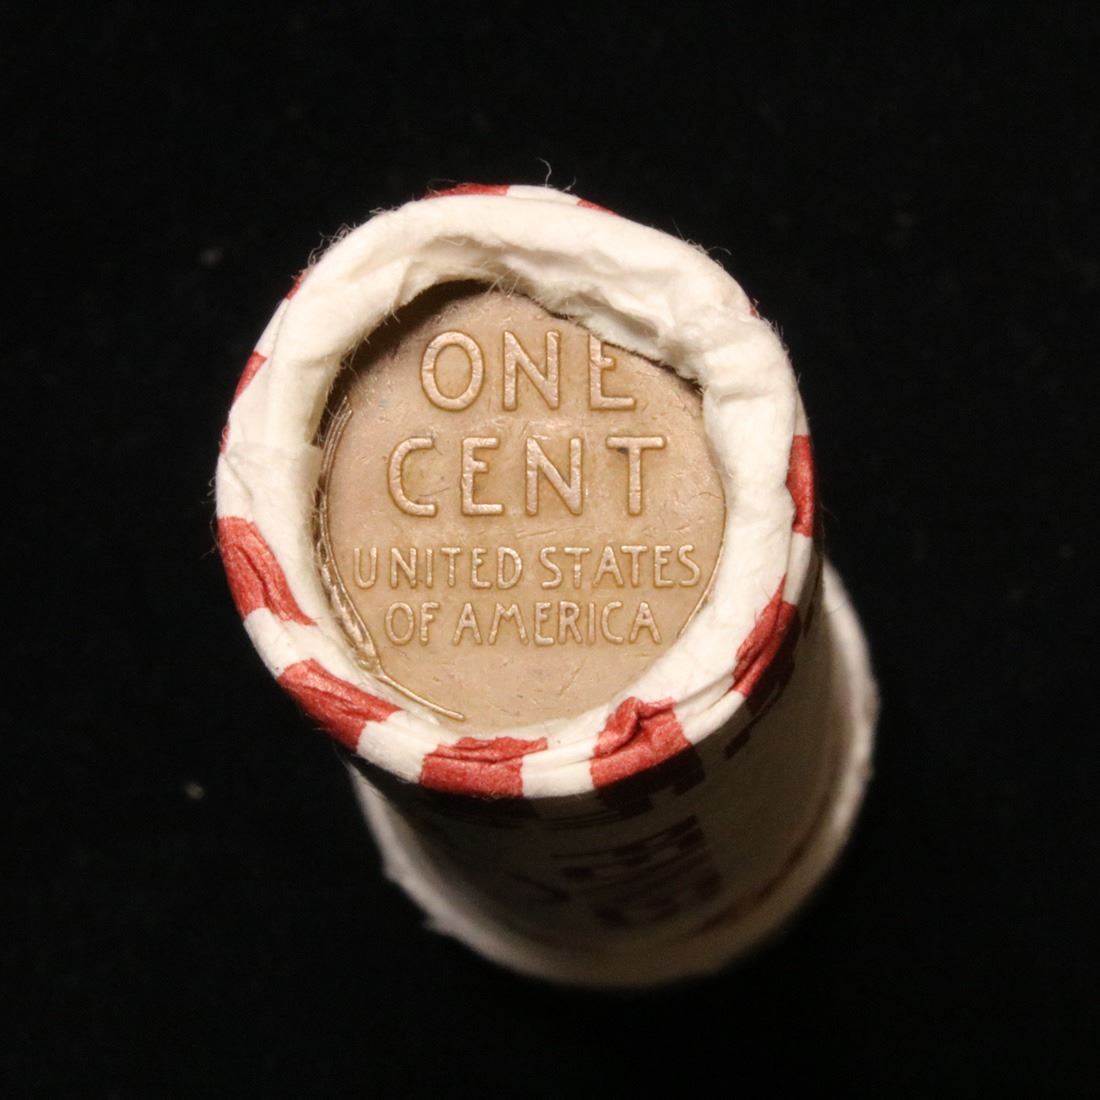 ONE
CENT
UNITED STATES
OF AMERICA